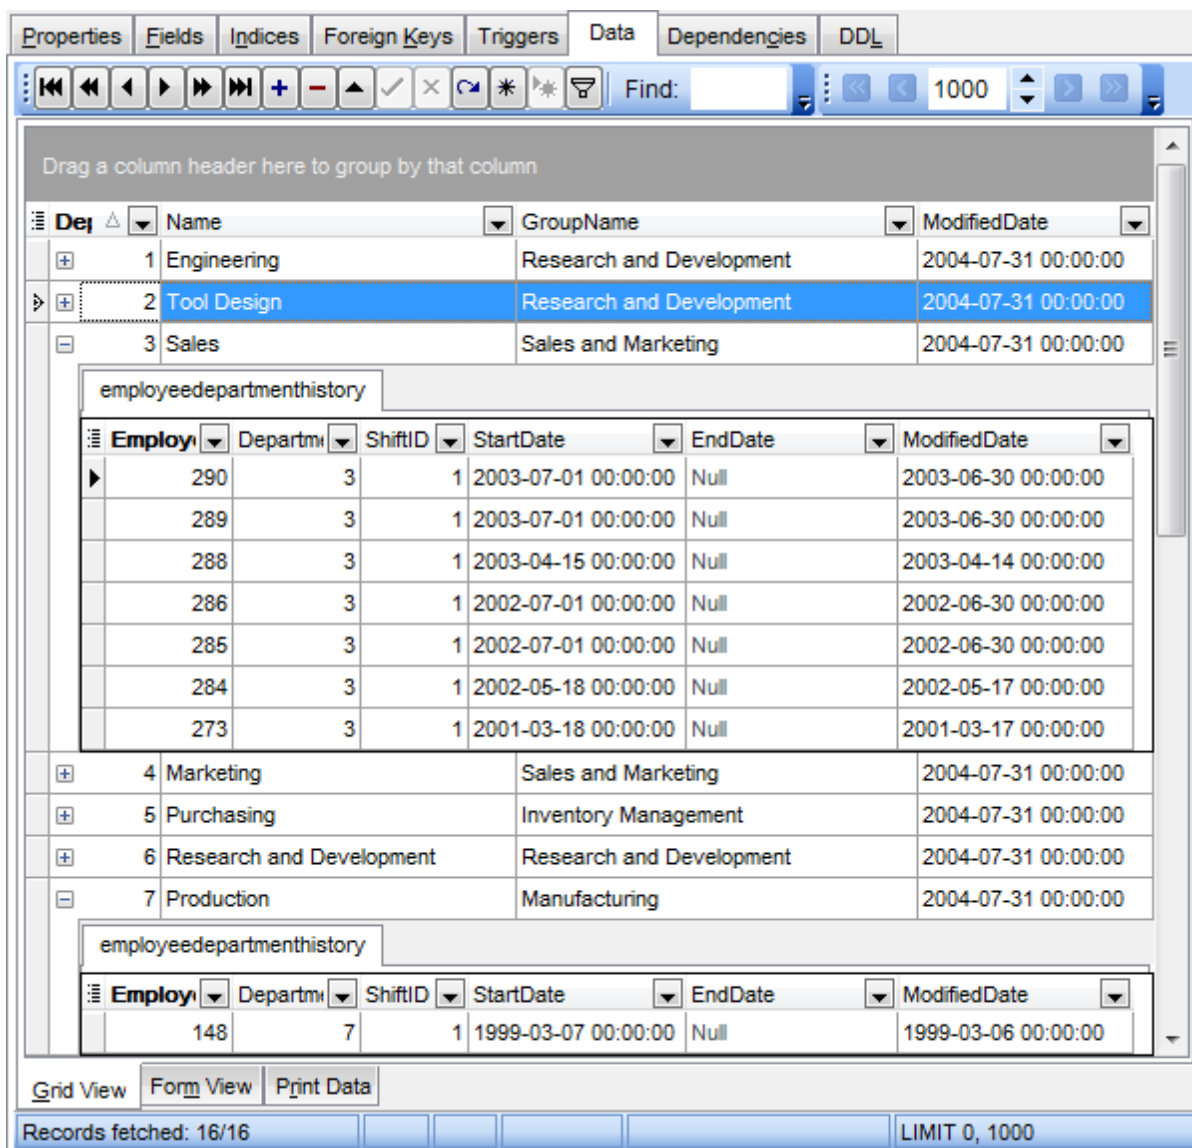 Properties Fields Indices Foreign Keys Triggers Data Dependencies DDL
Find: 1000
Drag a column header here to group by that column
Dep Name GroupName ModifiedDate
1 Engineering Research and Development 2004-07-31 00:00:00
2 Tool Design Research and Development 2004-07-31 00:00:00
3 Sales Sales and Marketing 2004-07-31 00:00:00
employeedepartmenthistory
Employ Departm ShiftID StartDate EndDate ModifiedDate
290 3 1 2003-07-01 00:00:00 Null 2003-06-30 00:00:00
289 3 1 2003-07-01 00:00:00 Null 2003-06-30 00:00:00
288 3 1 2003-04-15 00:00:00 Null 2003-04-14 00:00:00
286 3 1 2002-07-01 00:00:00 Null 2002-06-30 00:00:00
285 3 1 2002-07-01 00:00:00 Null 2002-06-30 00:00:00
284 3 1 2002-05-18 00:00:00 Null 2002-05-17 00:00:00
273 3 1 2001-03-18 00:00:00 Null 2001-03-17 00:00:00
4 Marketing Sales and Marketing 2004-07-31 00:00:00
5 Purchasing Inventory Management 2004-07-31 00:00:00
6 Research and Development Research and Development 2004-07-31 00:00:00
7 Production Manufacturing 2004-07-31 00:00:00
employeedepartmenthistory
Employ Departm ShiftID StartDate EndDate ModifiedDate
148 7 1 1999-03-07 00:00:00 Null 1999-03-06 00:00:00
Grid View Form View Print Data
Records fetched: 16/16 LIMIT 0, 1000